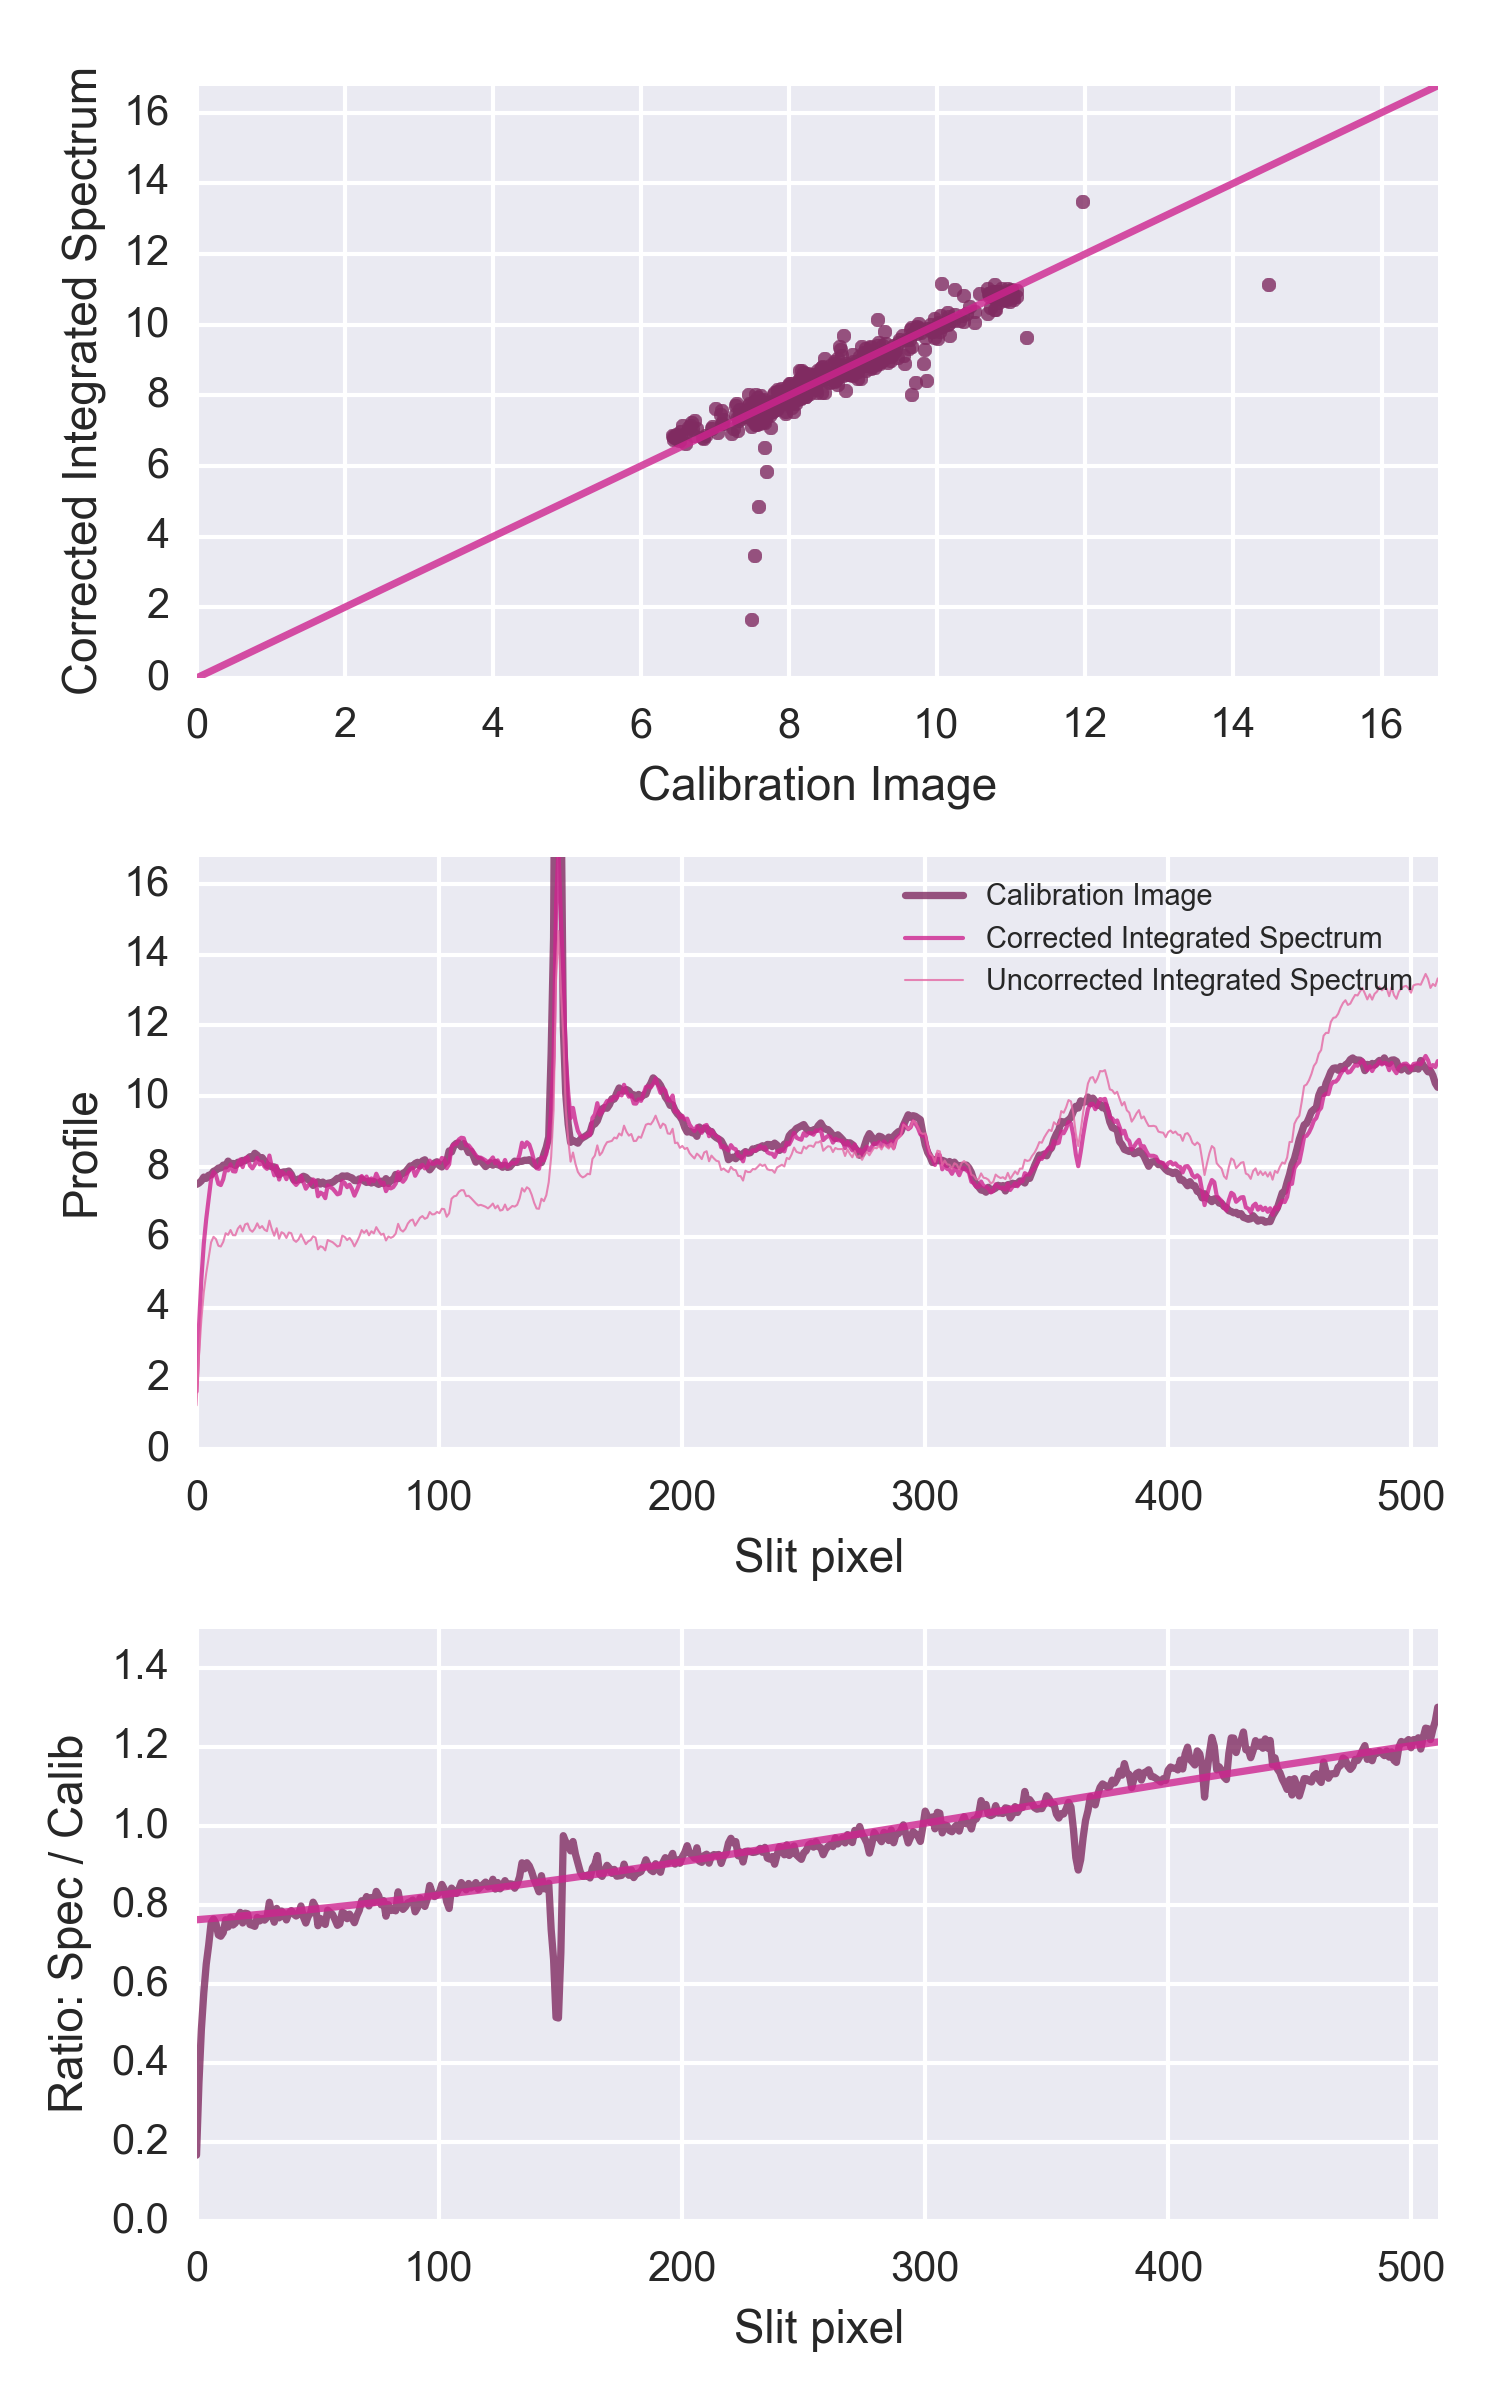 Corrected Integrated Spectrum
16
14
12
10
8
6
4
2
0
0 2 4 6 8 10 12 14 16
Calibration Image
Profile
16
14
12
10
8
6
4
2
0
Calibration Image
Corrected Integrated Spectrum
Uncorrected Integrated Spectrum
0 100 200 300 400 500
Slit pixel
Ratio: Spec / Calib
1.4
1.2
1.0
0.8
0.6
0.4
0.2
0.0
0 100 200 300 400 500
Slit pixel